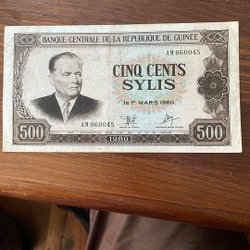 BANQUE CENTRALE DE LA RÉPUBLIQUE DE GUINÉE
AM 060045
CINQ CENTS
SYLIS
1er. MARS 1960
AM 060045
500
1980
500